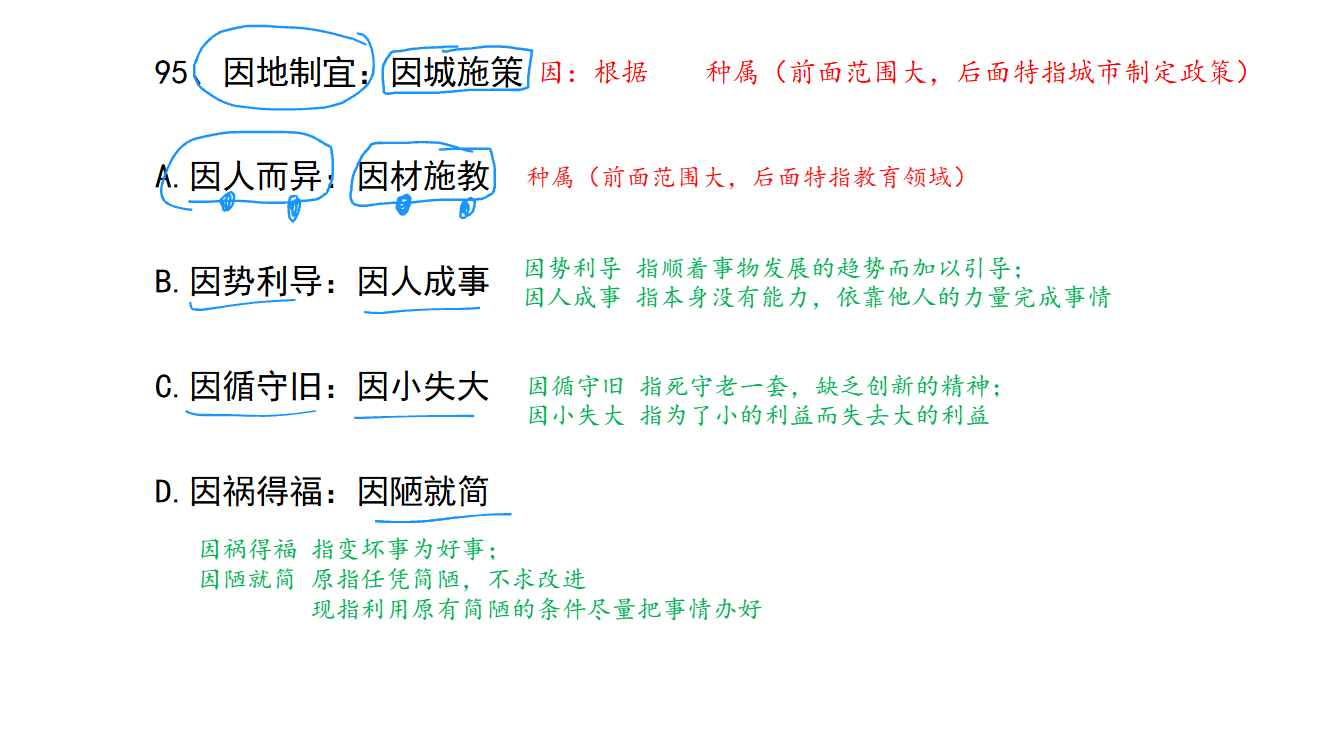 95、因地制宜：因城施策 因：根据 种属（前面范围大，后面特指城市制定政策）
A.因人而异：因材施教 种属（前面范围大，后面特指教育领域）
B.因势利导：因人成事
因势利导 指顺着事物发展的趋势而加以引导；
因人成事 指本身没有能力，依靠他人的力量完成事情
C.因循守旧：因小失大
因循守旧 指死守老一套，缺乏创新的精神；
因小失大 指为了小的利益而失去大的利益
D.因祸得福：因陋就简
因祸得福 指变坏事为好事；
因陋就简 原指任凭简陋，不求改进
现指利用原有简陋的条件尽量把事情办好